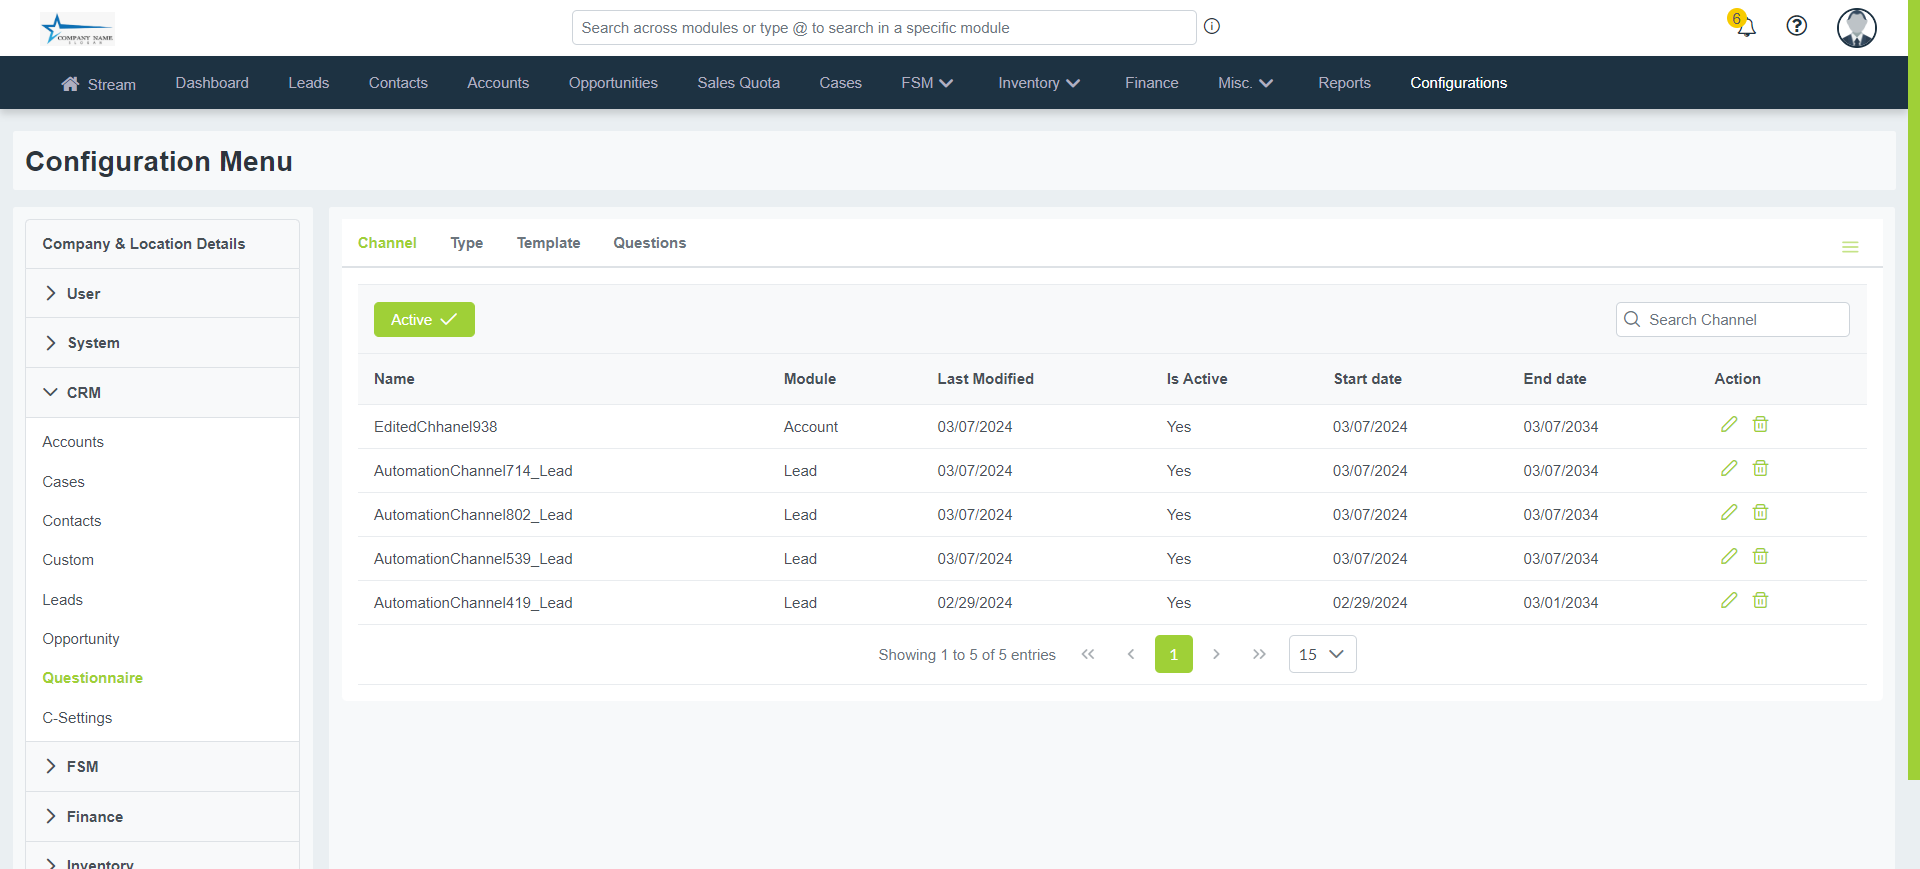 COMPANY NAME
Search across modules or type @ to search in a specific module
6
Stream Dashboard Leads Contacts Accounts Opportunities Sales Quota Cases FSM Inventory Finance Misc. Reports Configurations
Configuration Menu
Company & Location Details
User
System
CRM
Accounts
Cases
Contacts
Custom
Leads
Opportunity
Questionnaire
C-Settings
FSM
Finance
Inventory
Channel Type Template Questions
Active
Search Channel
Name Module Last Modified Is Active Start date End date Action
EditedChhanel938 Account 03/07/2024 Yes 03/07/2024 03/07/2034
AutomationChannel714_Lead Lead 03/07/2024 Yes 03/07/2024 03/07/2034
AutomationChannel802_Lead Lead 03/07/2024 Yes 03/07/2024 03/07/2034
AutomationChannel539_Lead Lead 03/07/2024 Yes 03/07/2024 03/07/2034
AutomationChannel419_Lead Lead 02/29/2024 Yes 02/29/2024 03/01/2034
Showing 1 to 5 of 5 entries 1 15